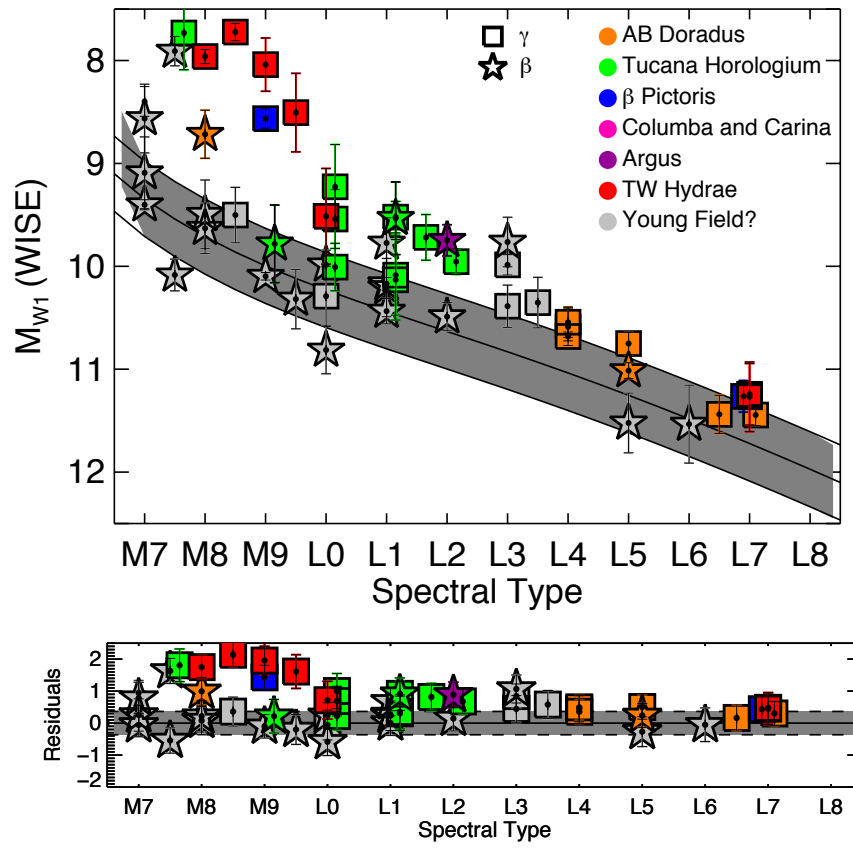 γ
β
AB Doradus
Tucana Horologium
β Pictoris
Columba and Carina
Argus
TW Hydrae
Young Field?
8
9
10
11
12
M_W1 (WISE)
M7 M8 M9 L0 L1 L2 L3 L4 L5 L6 L7 L8
Spectral Type
2
1
0
−1
−2
Residuals
M7 M8 M9 L0 L1 L2 L3 L4 L5 L6 L7 L8
Spectral Type